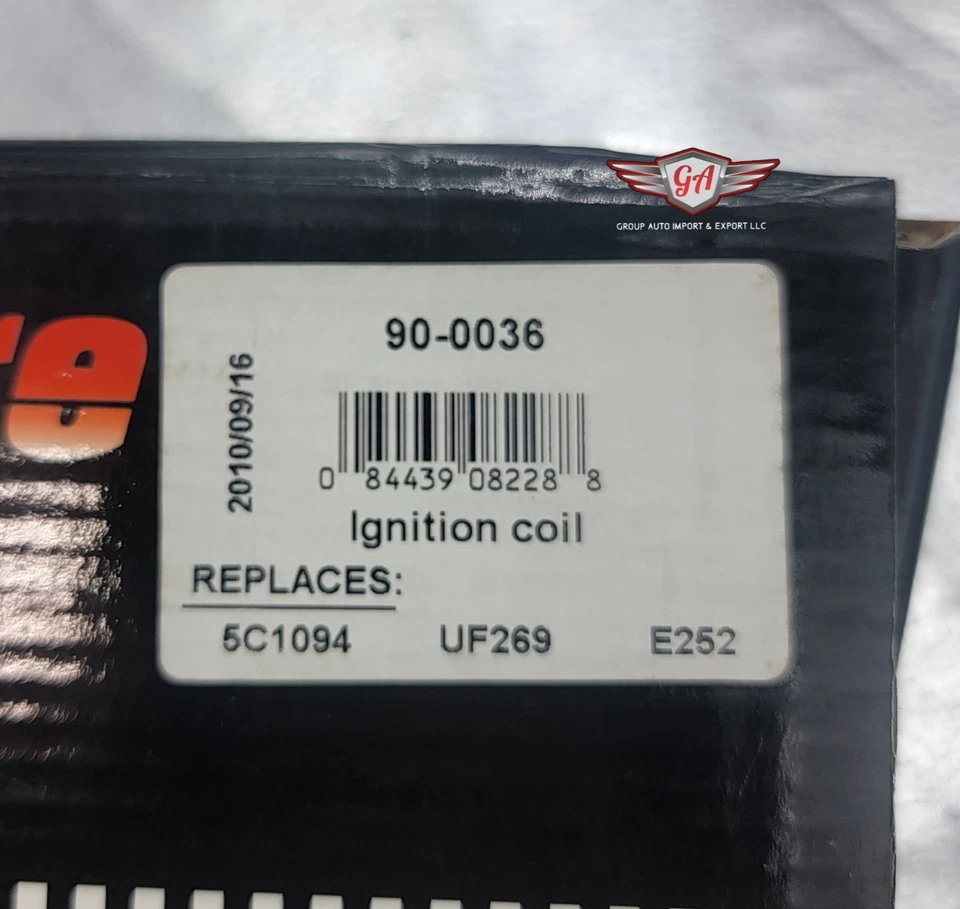 GA
GROUP AUTO IMPORT & EXPORT LLC
re
90-0036
2010/09/16
0 84439 08228 8
Ignition coil
REPLACES:
5C1094 UF269 E252